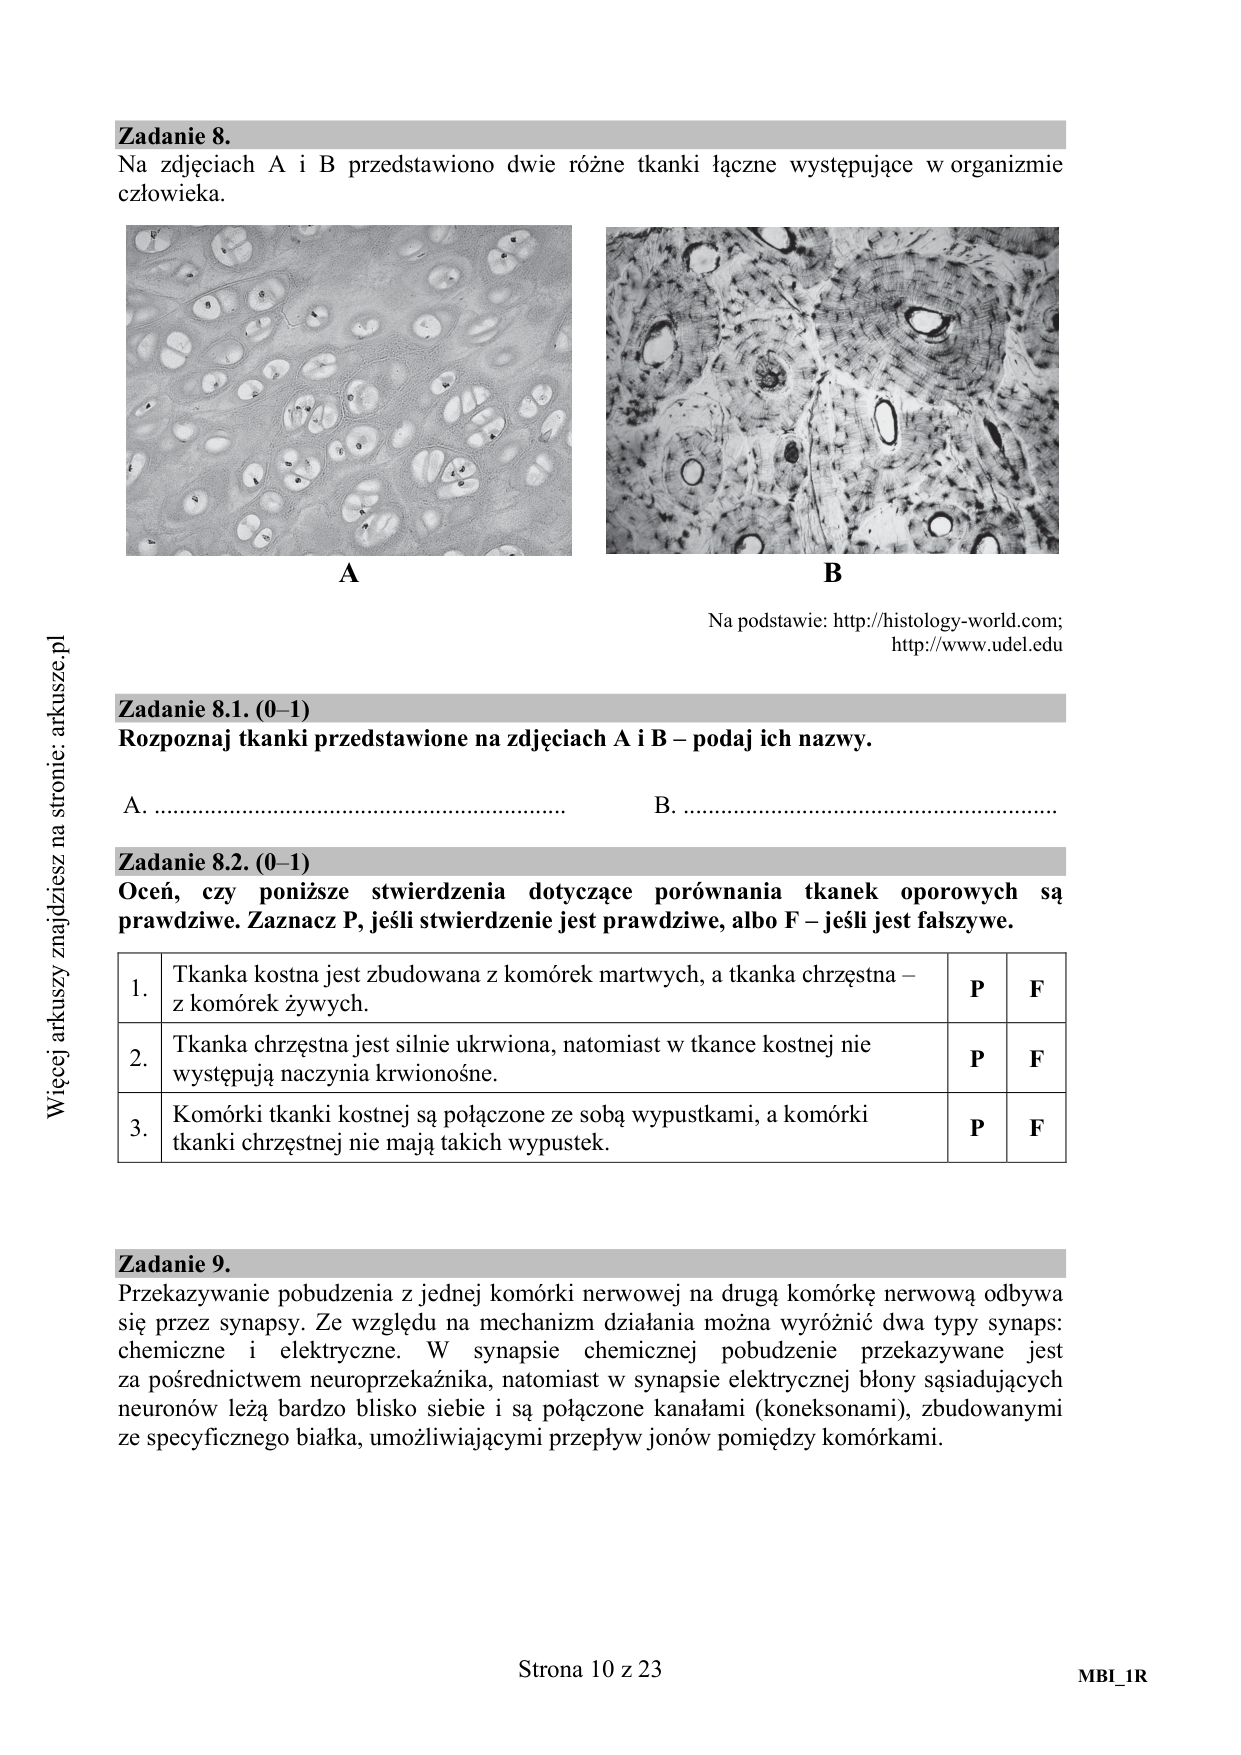 Zadanie 8.
Na zdjęciach A i B przedstawiono dwie różne tkanki łączne występujące w organizmie
człowieka.
A
B
Na podstawie: http://histology-world.com;
http://www.udel.edu
Zadanie 8.1. (0–1)
Rozpoznaj tkanki przedstawione na zdjęciach A i B – podaj ich nazwy.
A. .................................................................. B. ............................................................
Zadanie 8.2. (0–1)
Oceń, czy poniższe stwierdzenia dotyczące porównania tkanek oporowych są
prawdziwe. Zaznacz P, jeśli stwierdzenie jest prawdziwe, albo F – jeśli jest fałszywe.
1. Tkanka kostna jest zbudowana z komórek martwych, a tkanka chrzęstna –
z komórek żywych. P F
2. Tkanka chrzęstna jest silnie ukrwiona, natomiast w tkance kostnej nie
występują naczynia krwionośne. P F
3. Komórki tkanki kostnej są połączone ze sobą wypustkami, a komórki
tkanki chrzęstnej nie mają takich wypustek. P F
Zadanie 9.
Przekazywanie pobudzenia z jednej komórki nerwowej na drugą komórkę nerwową odbywa
się przez synapsy. Ze względu na mechanizm działania można wyróżnić dwa typy synaps:
chemiczne i elektryczne. W synapsie chemicznej pobudzenie przekazywane jest
za pośrednictwem neuroprzekaźnika, natomiast w synapsie elektrycznej błony sąsiadujących
neuronów leżą bardzo blisko siebie i są połączone kanałami (koneksonami), zbudowanymi
ze specyficznego białka, umożliwiającymi przepływ jonów pomiędzy komórkami.
Strona 10 z 23
MBI_1R
Więcej arkuszy znajdziesz na stronie: arkusze.pl